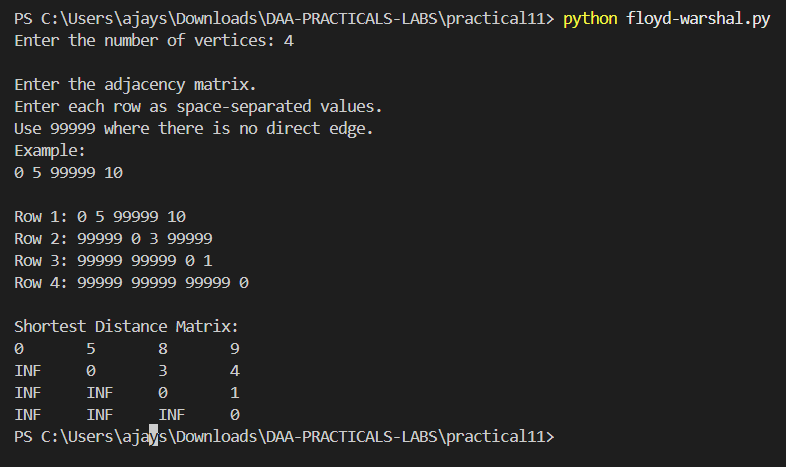 PS C:\Users\ajays\Downloads\DAA-PRACTICALS-LABS\practical11> python floyd-warshal.py
Enter the number of vertices: 4
Enter the adjacency matrix.
Enter each row as space-separated values.
Use 99999 where there is no direct edge.
Example:
0 5 99999 10
Row 1: 0 5 99999 10
Row 2: 99999 0 3 99999
Row 3: 99999 99999 0 1
Row 4: 99999 99999 99999 0
Shortest Distance Matrix:
0 5 8 9
INF 0 3 4
INF INF 0 1
INF INF INF 0
PS C:\Users\ajays\Downloads\DAA-PRACTICALS-LABS\practical11>